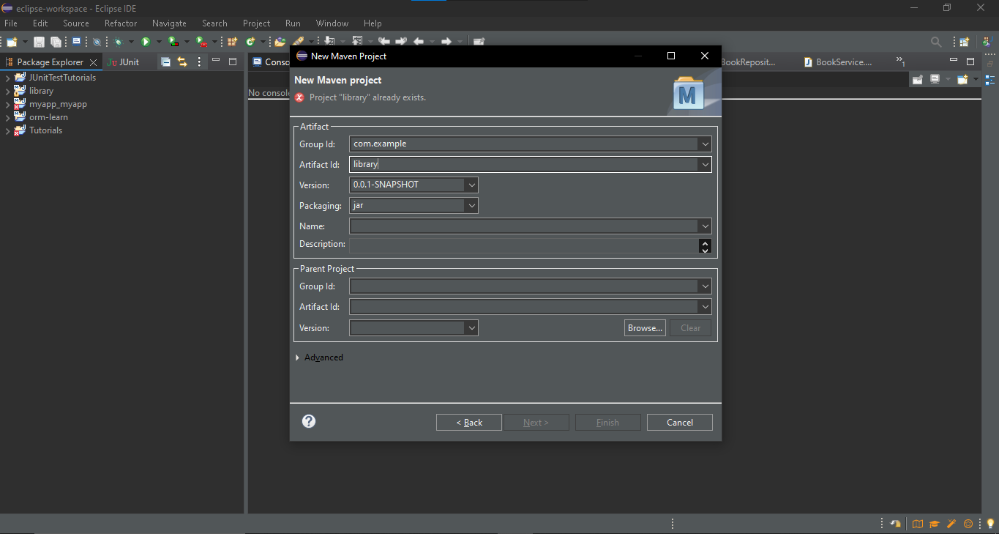 eclipse-workspace - Eclipse IDE
File Edit Source Refactor Navigate Search Project Run Window Help
Package Explorer JUnit
JUnitTestTutorials
library
myapp_myapp
orm-learn
Tutorials
Conso
BookReposit...
BookService....
1
No console
New Maven Project
New Maven project
Project "library" already exists.
M
Artifact
Group Id: com.example
Artifact Id: library
Version: 0.0.1-SNAPSHOT
Packaging: jar
Name:
Description:
Parent Project
Group Id:
Artifact Id:
Version:
Browse... Clear
Advanced
?
< Back Next > Finish Cancel